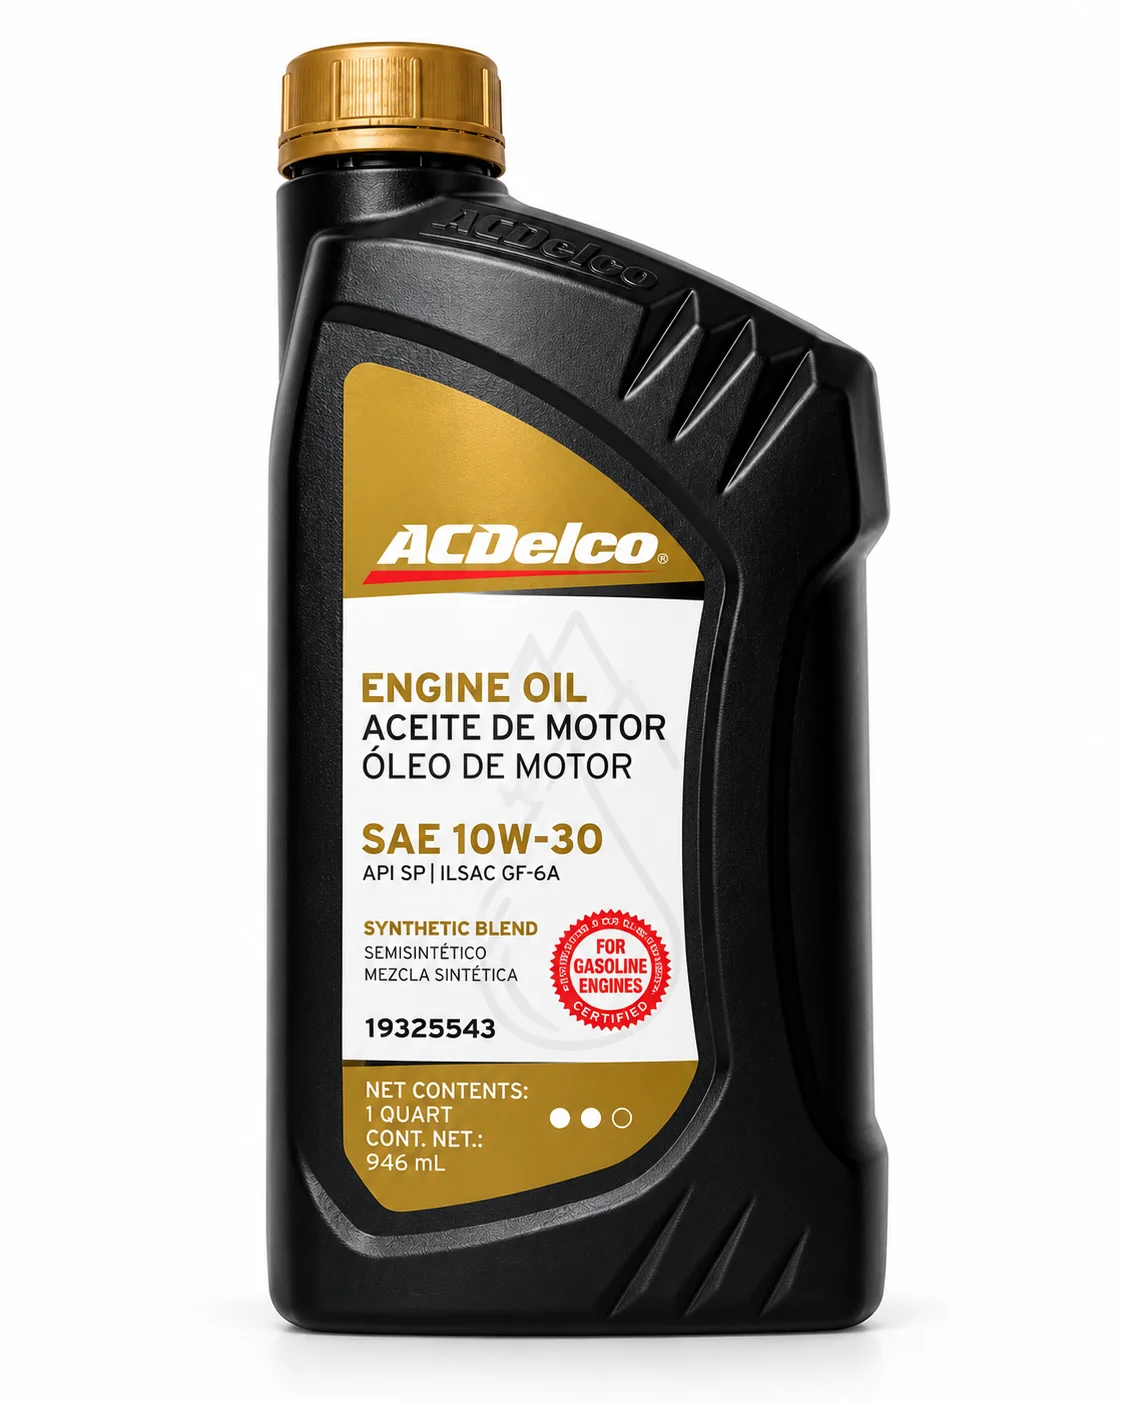 ACDelco
ACDelco®
ENGINE OIL
ACEITE DE MOTOR
ÓLEO DE MOTOR
SAE 10W-30
API SP | ILSAC GF-6A
SYNTHETIC BLEND
SEMISINTÉTICO
MEZCLA SINTÉTICA
FOR
GASOLINE
ENGINES
CERTIFIED
19325543
NET CONTENTS:
1 QUART
CONT. NET.:
946 mL